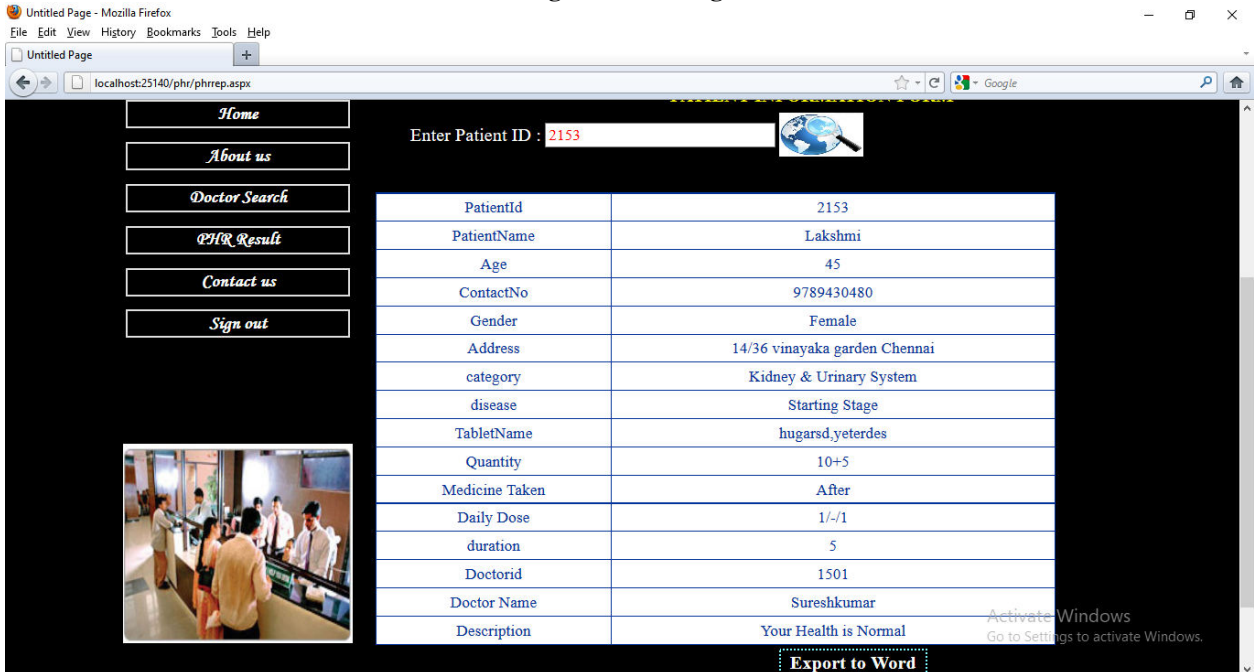 Untitled Page - Mozilla Firefox
File Edit View History Bookmarks Tools Help
Untitled Page
localhost:25140/phr/phrrep.aspx
Google
PATIENT INFORMATION FORM
Home
Enter Patient ID : 2153
About us
Doctor Search
PHR Result
Contact us
Sign out
PatientId 2153
PatientName Lakshmi
Age 45
ContactNo 9789430480
Gender Female
Address 14/36 vinayaka garden Chennai
category Kidney & Urinary System
disease Starting Stage
TabletName hugarsd,yeterdes
Quantity 10+5
Medicine Taken After
Daily Dose 1/-/1
duration 5
Doctorid 1501
Doctor Name Sureshkumar
Description Your Health is Normal
Activate Windows
Go to Settings to activate Windows.
Export to Word